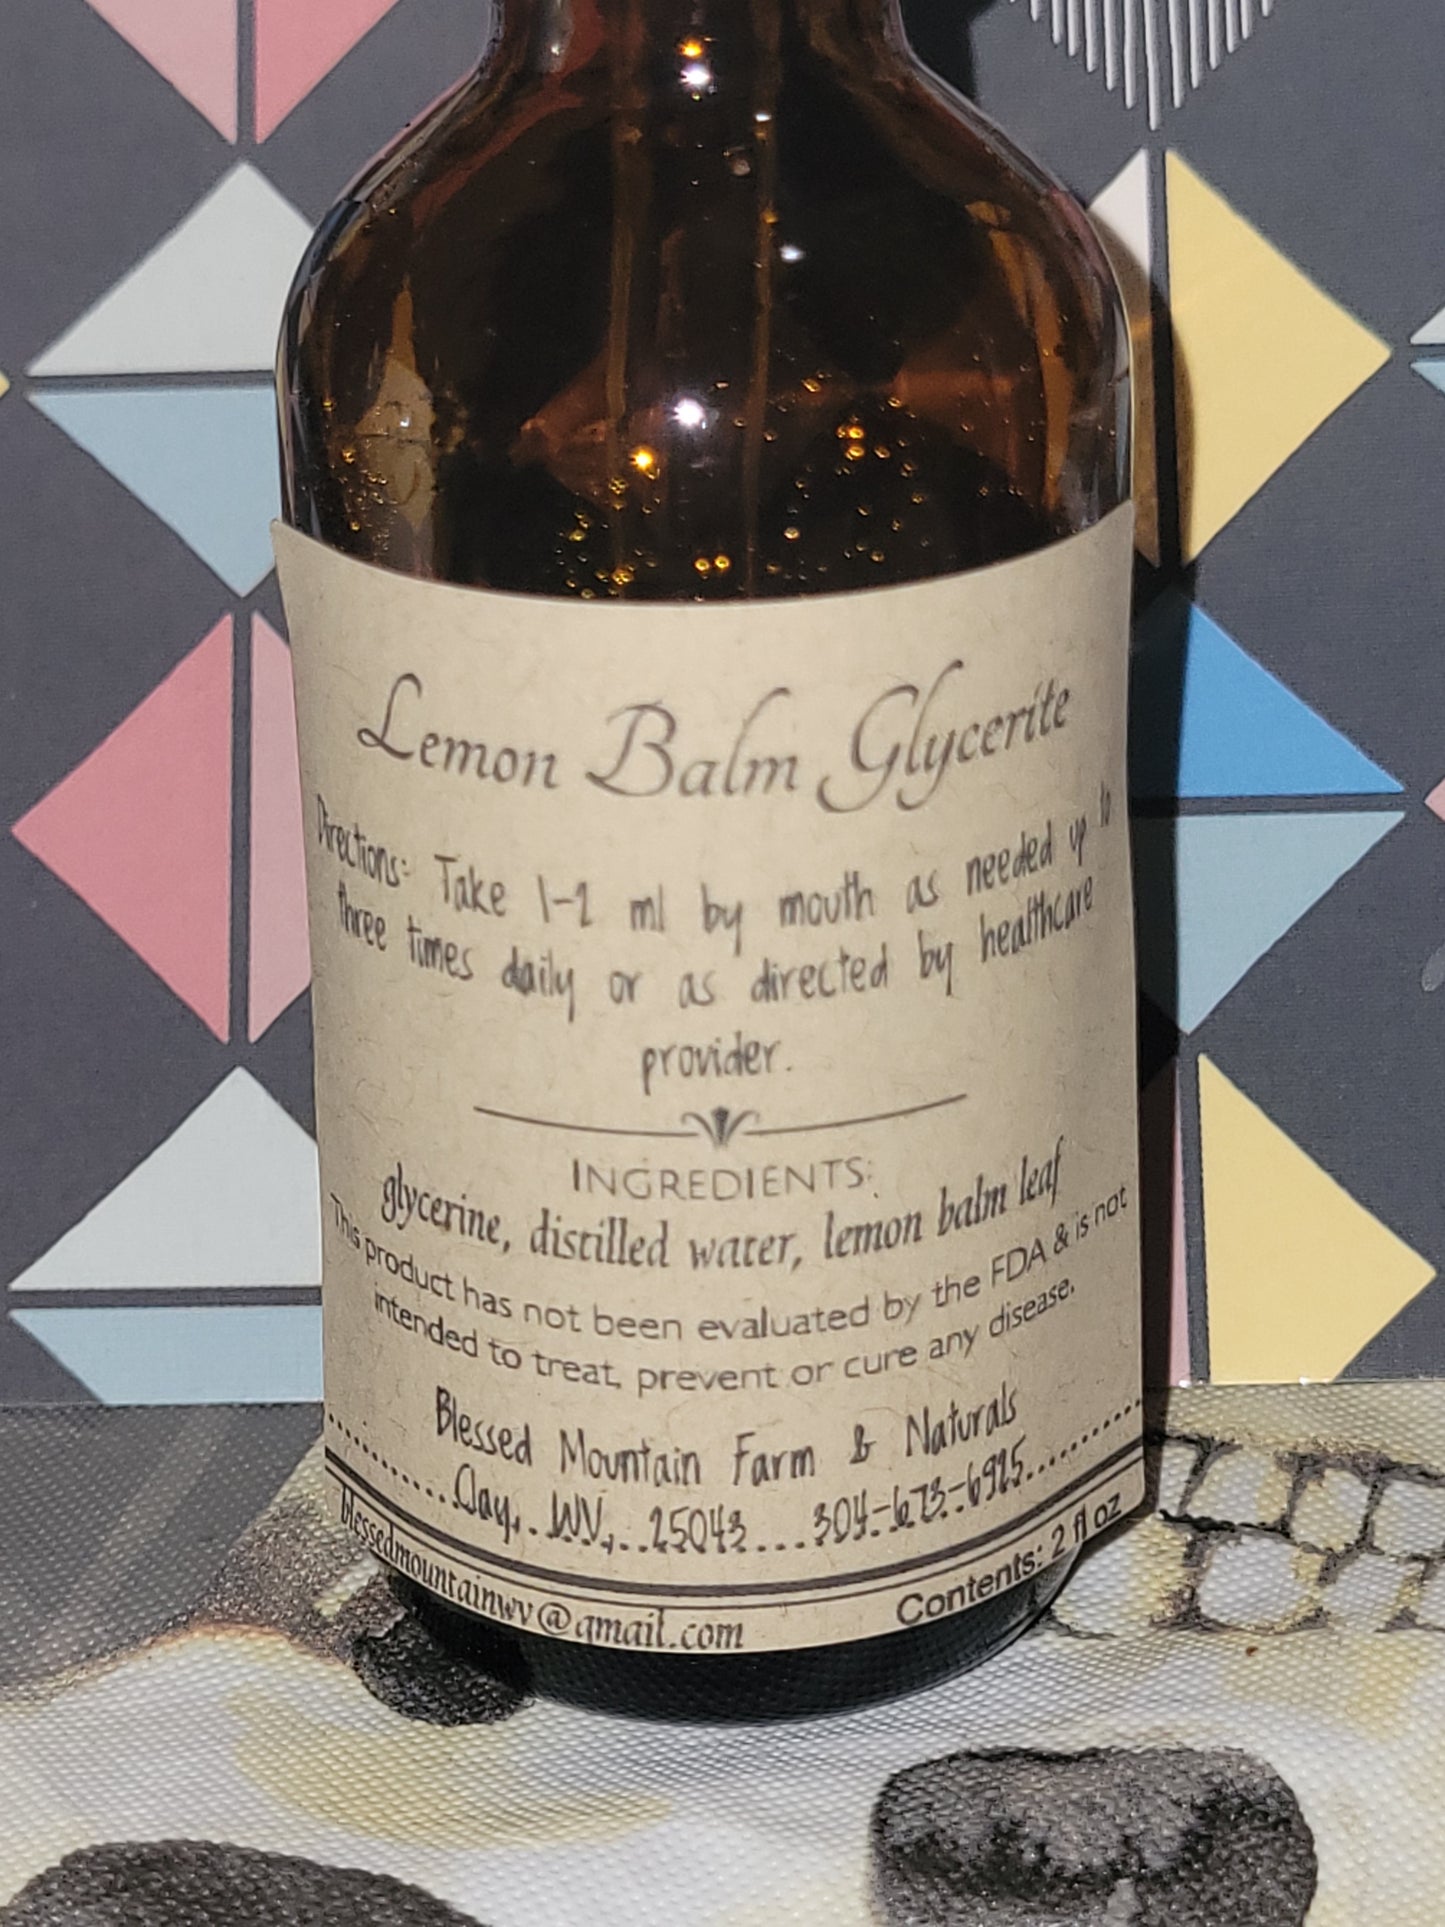 Lemon Balm Glycerite
Directions: Take 1-2 ml by mouth as needed up to
three times daily or as directed by healthcare
provider.
INGREDIENTS:
glycerine, distilled water, lemon balm leaf
This product has not been evaluated by the FDA & is not
intended to treat, prevent or cure any disease.
Blessed Mountain Farm & Naturals
Clay, WV, 25043 304-673-6925
blessedmountainwv@gmail.com Contents: 2 fl oz